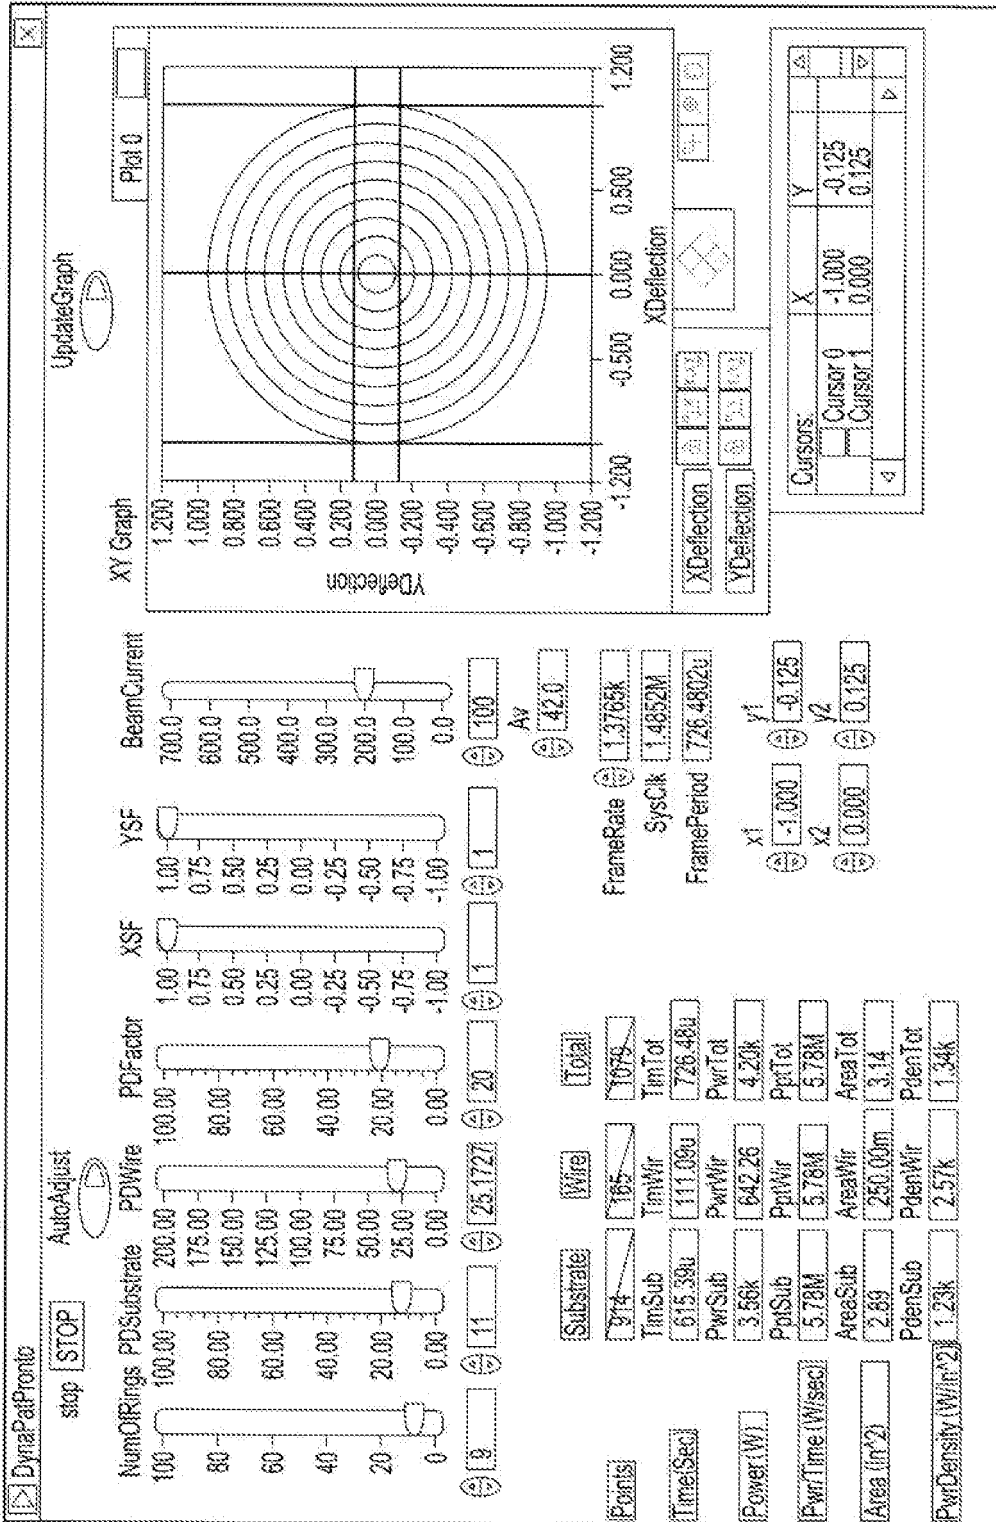 DynaPatPronto
stop STOP
AutoAdjust
UpdateGraph
NumOfRings
100
80
60
40
20
0
9
PDSubstrate
100.00
80.00
60.00
40.00
20.00
0.00
11
PDWire
200.00
175.00
150.00
125.00
100.00
75.00
50.00
25.00
0.00
25.1727
PDFactor
100.00
80.00
60.00
40.00
20.00
0.00
20
XSF
1.00
0.75
0.50
0.25
0.00
-0.25
-0.50
-0.75
-1.00
1
YSF
1.00
0.75
0.50
0.25
0.00
-0.25
-0.50
-0.75
-1.00
1
BeamCurrent
700.0
600.0
500.0
400.0
300.0
200.0
100.0
0.0
100
Av
42.0
XY Graph
Plot 0
YDeflection
1.200
1.000
0.800
0.600
0.400
0.200
0.000
-0.200
-0.400
-0.600
-0.800
-1.000
-1.200
-1.200 -0.500 0.000 0.500 1.200
XDeflection
XDeflection
YDeflection
Cursors: X Y
Cursor 0 -1.000 -0.125
Cursor 1 0.000 0.125
Substrate Wire Total
Points 914 165 1079
TimSub TimWir TimTot
Time(Sec) 615.39u 111.09u 726.48u
PwrSub PwrWir PwrTot
Power (W) 3.56k 642.26 4.20k
PptSub PptWir PptTot
Pwr/Time (W/sec) 5.78M 5.78M 5.78M
AreaSub AreaWir AreaTot
Area (in^2) 2.89 250.00m 3.14
PdenSub PdenWir PdenTot
PwrDensity (W/in^2) 1.23k 2.57k 1.34k
FrameRate 1.3765k
SysClk 1.4852M
FramePeriod 726.4802u
x1 y1
-1.000 -0.125
x2 y2
0.000 0.125